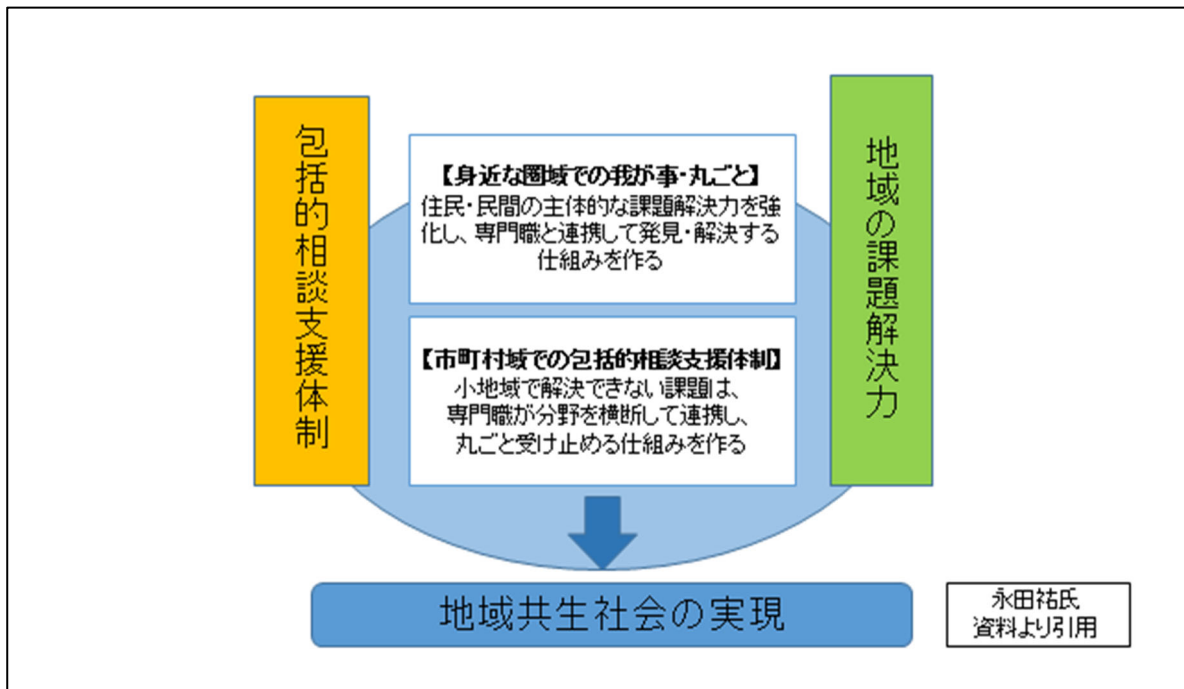 包括的相談支援体制
【身近な圏域での我が事・丸ごと】
住民・民間の主体的な課題解決力を強
化し、専門職と連携して発見・解決する
仕組みを作る
【市町村域での包括的相談支援体制】
小地域で解決できない課題は、
専門職が分野を横断して連携し、
丸ごと受け止める仕組みを作る
地域の課題解決力
地域共生社会の実現
永田祐氏
資料より引用